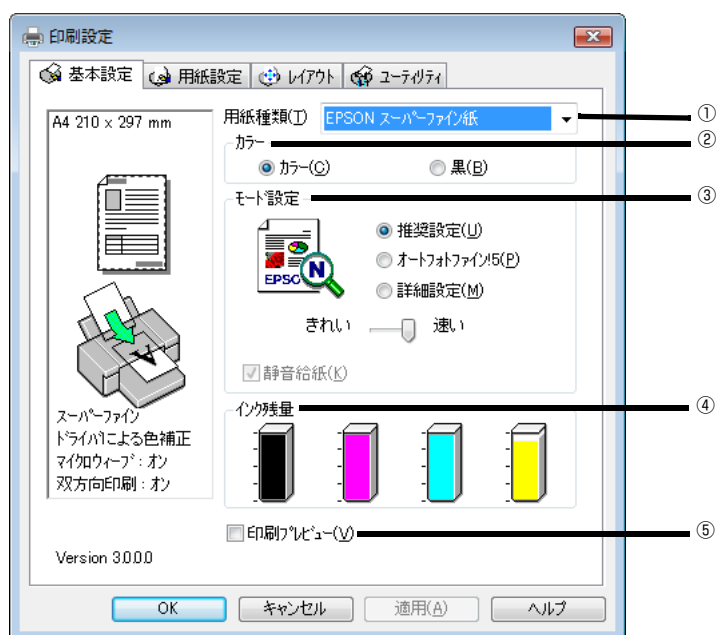 印刷設定
基本設定
用紙設定
レイアウト
ユーティリティ
A4 210 × 297 mm
用紙種類(T)
EPSON スーパーファイン紙
①
カラー
②
カラー(C)
黒(B)
モード設定
③
推奨設定(U)
オートフォトファイン!5(P)
詳細設定(M)
EPSON
N
きれい
速い
静音給紙(K)
スーパーファイン
ドライバによる色補正
マイクロウィーブ:オン
双方向印刷:オン
インク残量
④
印刷プレビュー(V)
⑤
Version 3.0.0.0
OK
キャンセル
適用(A)
ヘルプ